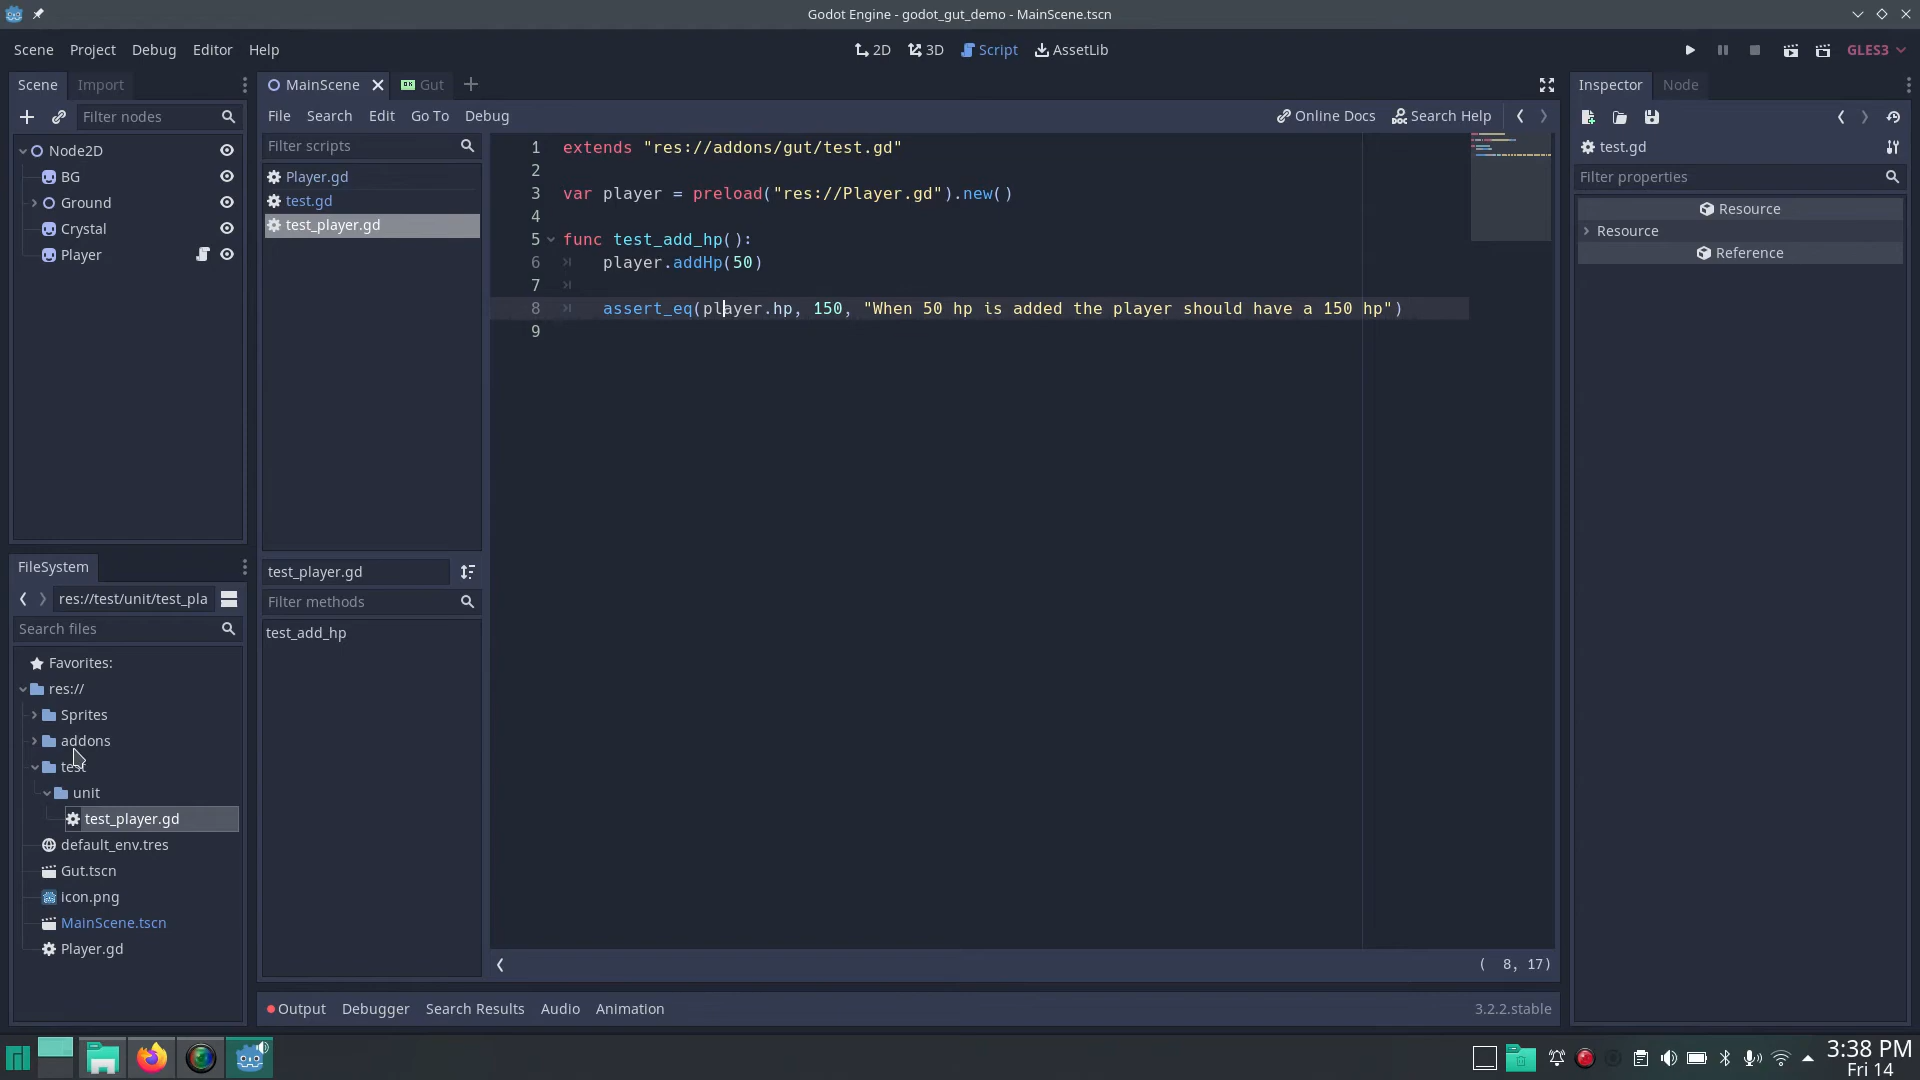 Godot Engine - godot_gut_demo - MainScene.tscn
Scene Project Debug Editor Help
2D 3D Script AssetLib
GLES3
Scene Import
MainScene Gut
Inspector Node
Filter nodes
File Search Edit Go To Debug
Online Docs Search Help
Node2D
BG
Ground
Crystal
Player
Filter scripts
Player.gd
test.gd
test_player.gd
1 extends "res://addons/gut/test.gd"
2
3 var player = preload("res://Player.gd").new()
4
5 func test_add_hp():
6 player.addHp(50)
7
8 assert_eq(player.hp, 150, "When 50 hp is added the player should have a 150 hp")
9
test.gd
Filter properties
Resource
Resource
Reference
FileSystem
res://test/unit/test_pla
Search files
Favorites:
res://
Sprites
addons
test
unit
test_player.gd
default_env.tres
Gut.tscn
icon.png
MainScene.tscn
Player.gd
test_player.gd
Filter methods
test_add_hp
( 8, 17)
Output Debugger Search Results Audio Animation
3.2.2.stable
3:38 PM
Fri 14